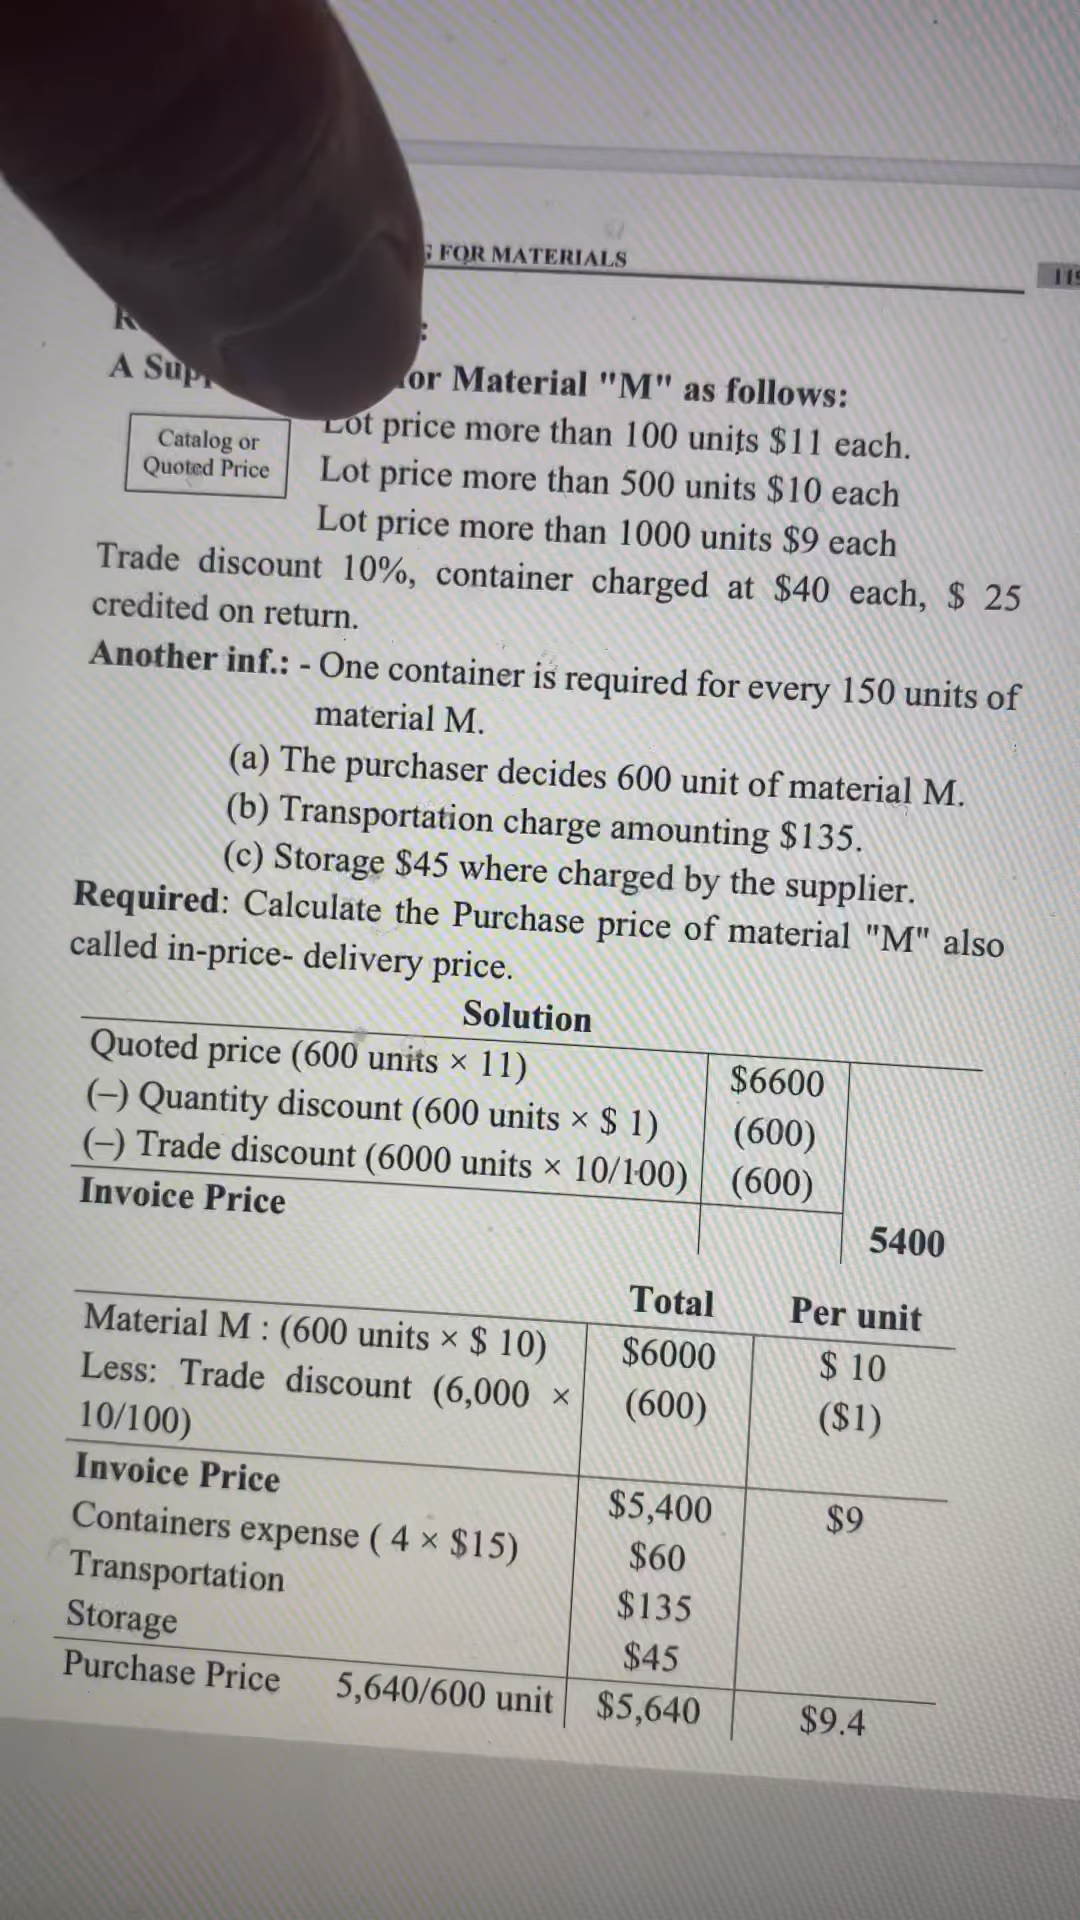 FOR MATERIALS
A
for Material "M" as follows:
Catalog or
Quoted Price
Lot price more than 100 units $11 each.
Lot price more than 500 units $10 each
Lot price more than 1000 units $9 each
Trade discount 10%, container charged at $40 each, $ 25
credited on return.
Another inf.: - One container is required for every 150 units of
material M.
(a) The purchaser decides 600 unit of material M.
(b) Transportation charge amounting $135.
(c) Storage $45 where charged by the supplier.
Required: Calculate the Purchase price of material "M" also
called in-price- delivery price.
Solution
Quoted price (600 units × 11) $6600
(–) Quantity discount (600 units × $ 1) (600)
(–) Trade discount (6000 units × 10/100) (600)
Invoice Price 5400
Total Per unit
Material M : (600 units × $ 10) $6000 $ 10
Less: Trade discount (6,000 × (600) ($1)
10/100)
Invoice Price $5,400 $9
Containers expense ( 4 × $15) $60
Transportation $135
Storage $45
Purchase Price 5,640/600 unit $5,640 $9.4